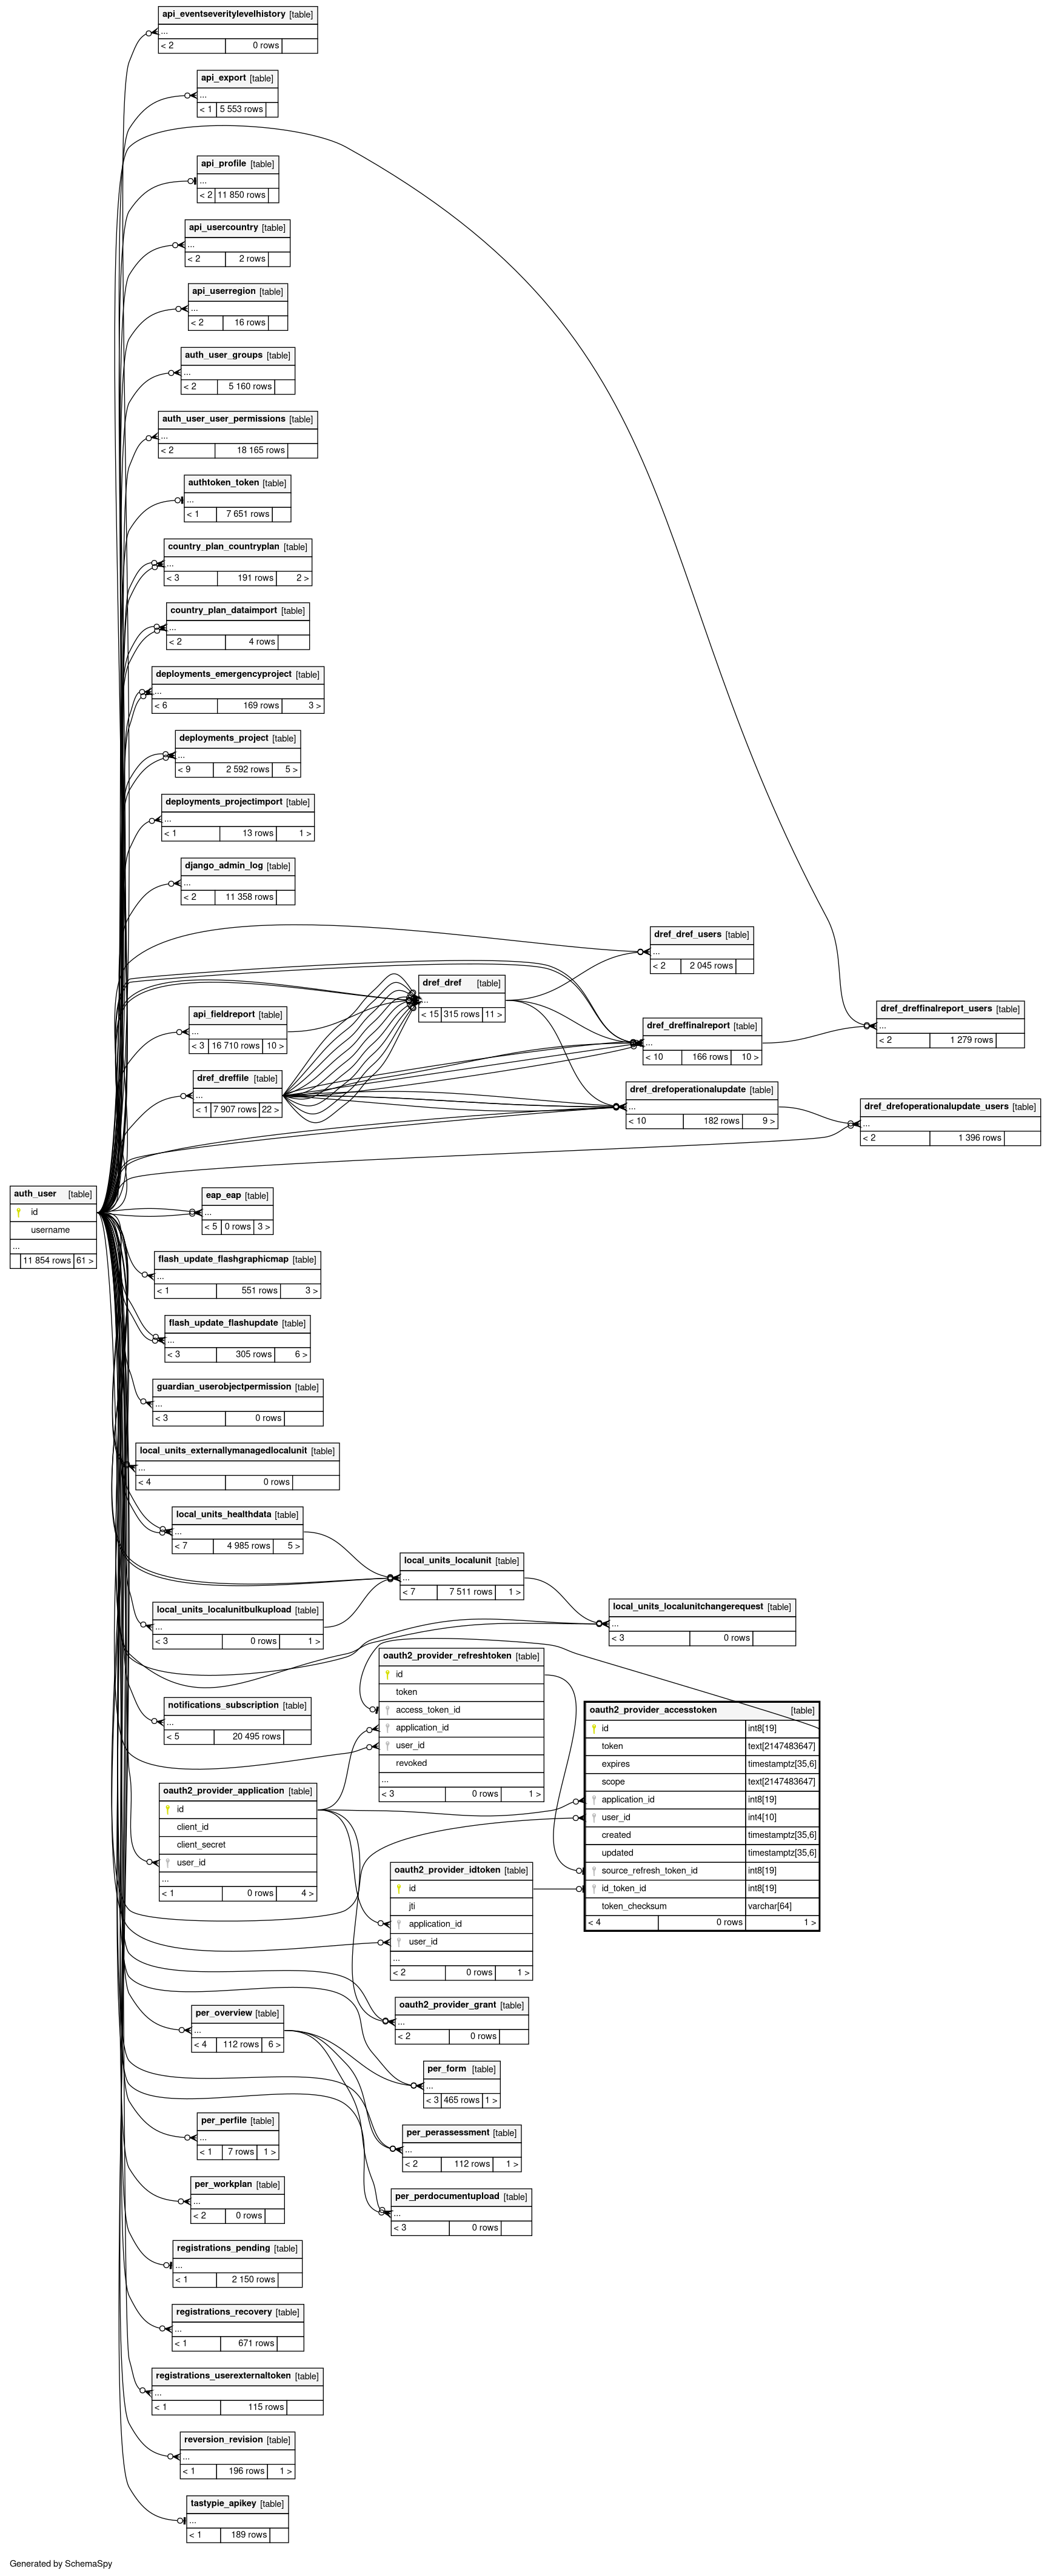 api_eventseveritylevelhistory [table]
...
< 2 0 rows
api_export [table]
...
< 1 5 553 rows
api_profile [table]
...
< 2 11 850 rows
api_usercountry [table]
...
< 2 2 rows
api_userregion [table]
...
< 2 16 rows
auth_user_groups [table]
...
< 2 5 160 rows
auth_user_user_permissions [table]
...
< 2 18 165 rows
authtoken_token [table]
...
< 1 7 651 rows
country_plan_countryplan [table]
...
< 3 191 rows 2 >
country_plan_dataimport [table]
...
< 2 4 rows
deployments_emergencyproject [table]
...
< 6 169 rows 3 >
deployments_project [table]
...
< 9 2 592 rows 5 >
deployments_projectimport [table]
...
< 1 13 rows 1 >
django_admin_log [table]
...
< 2 11 358 rows
dref_dref_users [table]
...
< 2 2 045 rows
dref_dref [table]
...
< 15 315 rows 11 >
api_fieldreport [table]
...
< 3 16 710 rows 10 >
dref_dreffinalreport_users [table]
...
< 2 1 279 rows
dref_dreffinalreport [table]
...
< 10 166 rows 10 >
dref_dreffile [table]
...
< 1 7 907 rows 22 >
dref_drefoperationalupdate [table]
...
< 10 182 rows 9 >
dref_drefoperationalupdate_users [table]
...
< 2 1 396 rows
auth_user [table]
id
username
...
11 854 rows 61 >
eap_eap [table]
...
< 5 0 rows 3 >
flash_update_flashgraphicmap [table]
...
< 1 551 rows 3 >
flash_update_flashupdate [table]
...
< 3 305 rows 6 >
guardian_userobjectpermission [table]
...
< 3 0 rows
local_units_externallymanagedlocalunit [table]
...
< 4 0 rows
local_units_healthdata [table]
...
< 7 4 985 rows 5 >
local_units_localunit [table]
...
< 7 7 511 rows 1 >
local_units_localunitbulkupload [table]
...
< 3 0 rows 1 >
local_units_localunitchangerequest [table]
...
< 3 0 rows
oauth2_provider_refreshtoken [table]
id
token
access_token_id
application_id
user_id
revoked
...
< 3 0 rows 1 >
notifications_subscription [table]
...
< 5 20 495 rows
oauth2_provider_accesstoken [table]
id int8[19]
token text[2147483647]
expires timestamptz[35,6]
scope text[2147483647]
application_id int8[19]
user_id int4[10]
created timestamptz[35,6]
updated timestamptz[35,6]
source_refresh_token_id int8[19]
id_token_id int8[19]
token_checksum varchar[64]
< 4 0 rows 1 >
oauth2_provider_application [table]
id
client_id
client_secret
user_id
...
< 1 0 rows 4 >
oauth2_provider_idtoken [table]
id
jti
application_id
user_id
...
< 2 0 rows 1 >
oauth2_provider_grant [table]
...
< 2 0 rows
per_overview [table]
...
< 4 112 rows 6 >
per_form [table]
...
< 3 465 rows 1 >
per_perfile [table]
...
< 1 7 rows 1 >
per_perassessment [table]
...
< 2 112 rows 1 >
per_workplan [table]
...
< 2 0 rows
per_perdocumentupload [table]
...
< 3 0 rows
registrations_pending [table]
...
< 1 2 150 rows
registrations_recovery [table]
...
< 1 671 rows
registrations_userexternaltoken [table]
...
< 1 115 rows
reversion_revision [table]
...
< 1 196 rows 1 >
tastypie_apikey [table]
...
< 1 189 rows
Generated by SchemaSpy